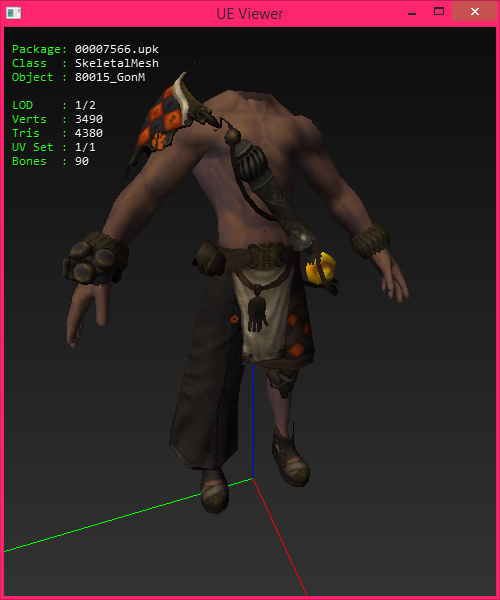 UE Viewer
Package: 00007566.upk
Class  : SkeletalMesh
Object : 80015_GonM
LOD    : 1/2
Verts  : 3490
Tris   : 4380
UV Set : 1/1
Bones  : 90